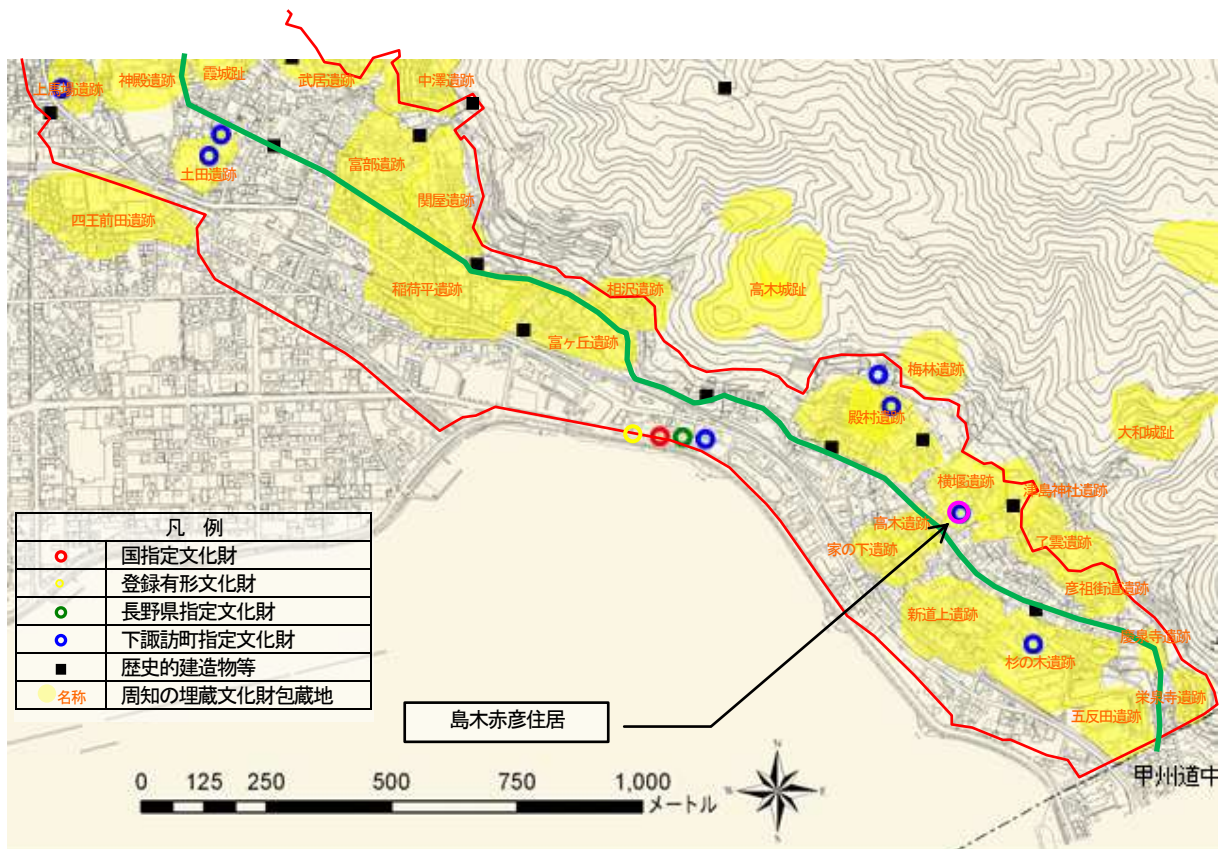 上馬場遺跡
神殿遺跡
霞城趾
武居遺跡
中澤遺跡
土田遺跡
富部遺跡
関屋遺跡
四王前田遺跡
稲荷平遺跡
相沢遺跡
高木城趾
富ヶ丘遺跡
梅林遺跡
殿村遺跡
大和城趾
横堰遺跡
津島神社遺跡
高木遺跡
家の下遺跡
了雲遺跡
彦祖街道遺跡
新道上遺跡
杉の木遺跡
栄泉寺遺跡
五反田遺跡
甲州道中
凡 例
国指定文化財
登録有形文化財
長野県指定文化財
下諏訪町指定文化財
歴史的建造物等
名称 周知の埋蔵文化財包蔵地
島木赤彦住居
0 125 250 500 750 1,000
メートル
N
E
S
W